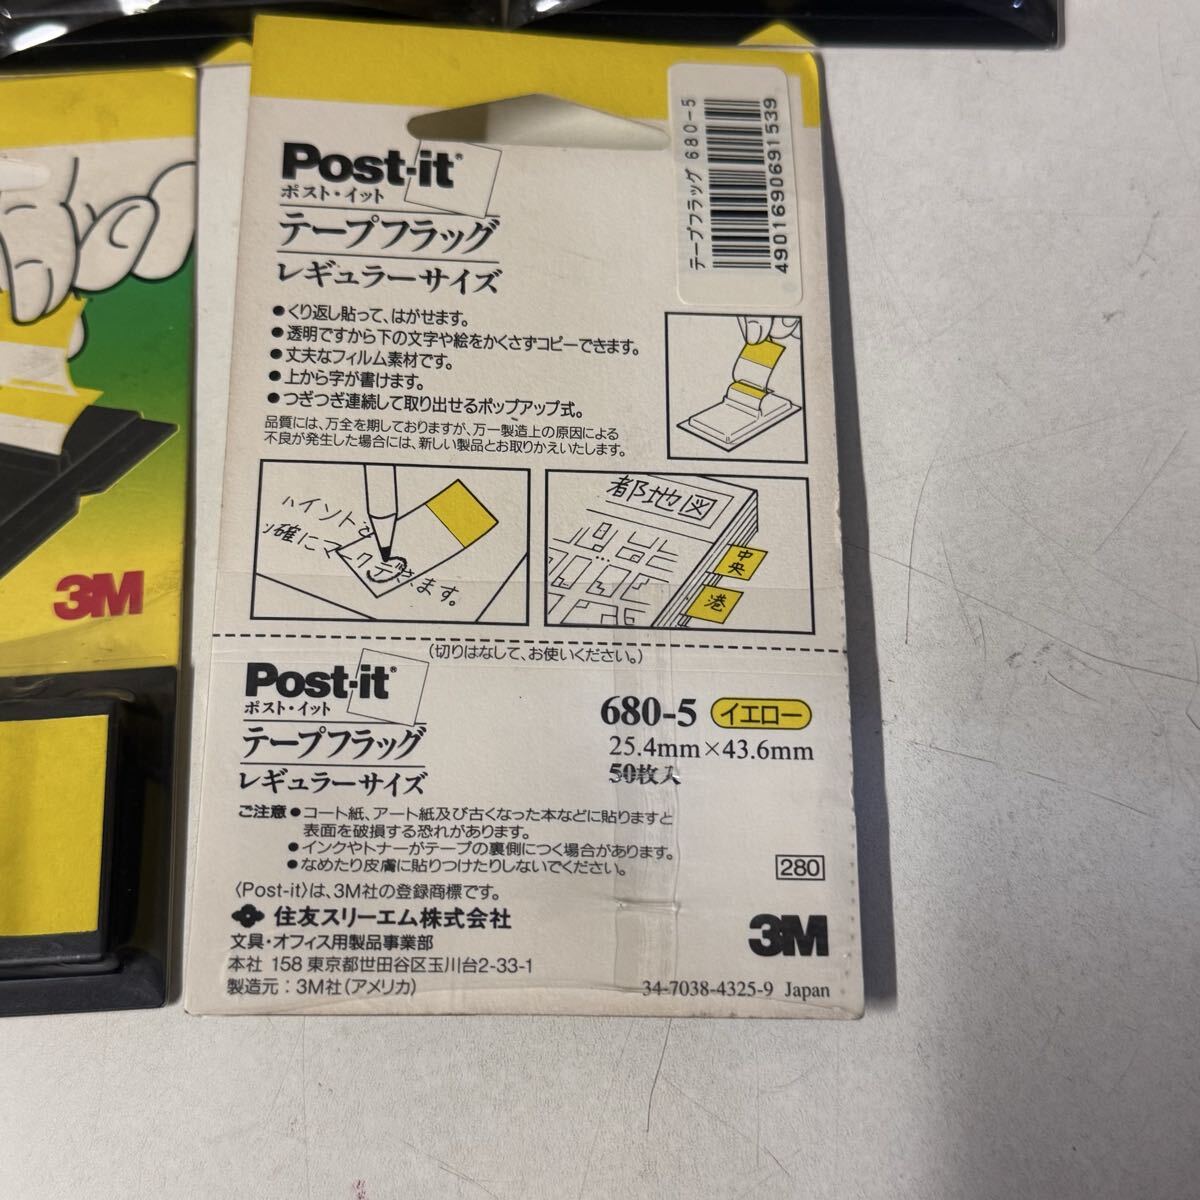 Post-it®
ポスト・イット
テープフラッグ
レギュラーサイズ
テープフラッグ 680-5
4901690691539
●くり返し貼って、はがせます。
●透明ですから下の文字や絵をかくさずコピーできます。
●丈夫なフィルム素材です。
●上から字が書けます。
●つぎつぎ連続して取り出せるポップアップ式。
品質には、万全を期しておりますが、万一製造上の原因による
不良が発生した場合には、新しい製品とお取りかえいたします。
都地図
中央
港
3M
(切りはなして、お使いください。)
Post-it®
ポスト・イット
テープフラッグ
レギュラーサイズ
680-5 イエロー
25.4mm×43.6mm
50枚入
ご注意●コート紙、アート紙及び古くなった本などに貼りますと
表面を破損する恐れがあります。
●インクやトナーがテープの裏側につく場合があります。
●なめたり皮膚に貼りつけたりしないでください。
280
〈Post-it〉は、3M社の登録商標です。
住友スリーエム株式会社
文具・オフィス用製品事業部
本社 158 東京都世田谷区玉川台2-33-1
製造元：3M社(アメリカ)
3M
34-7038-4325-9 Japan